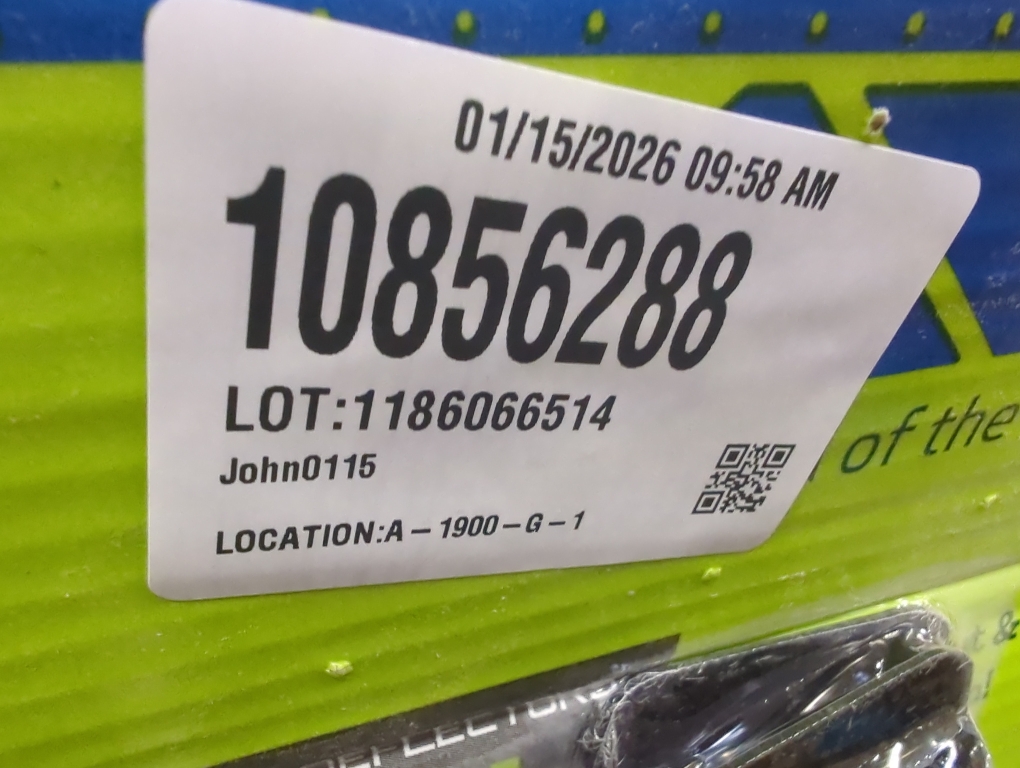 01/15/2026 09:58 AM
10856288
LOT:1186066514
John0115
LOCATION:A – 1900 – G – 1
of the
&